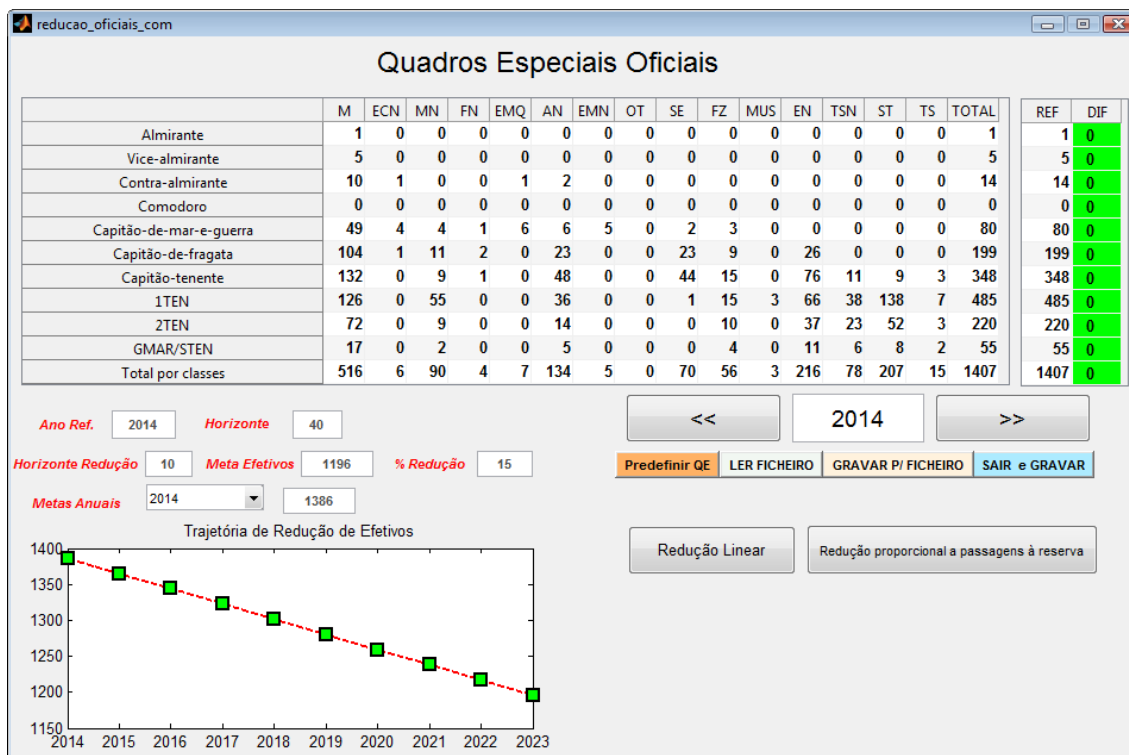 reducao_oficiais_com
Quadros Especiais Oficiais
M ECN MN FN EMQ AN EMN OT SE FZ MUS EN TSN ST TS TOTAL REF DIF
Almirante 1 0 0 0 0 0 0 0 0 0 0 0 0 0 0 1 1 0
Vice-almirante 5 0 0 0 0 0 0 0 0 0 0 0 0 0 0 5 5 0
Contra-almirante 10 1 0 0 1 2 0 0 0 0 0 0 0 0 0 14 14 0
Comodoro 0 0 0 0 0 0 0 0 0 0 0 0 0 0 0 0 0 0
Capitão-de-mar-e-guerra 49 4 4 1 6 6 5 0 2 3 0 0 0 0 0 80 80 0
Capitão-de-fragata 104 1 11 2 0 23 0 0 23 9 0 26 0 0 0 199 199 0
Capitão-tenente 132 0 9 1 0 48 0 0 44 15 0 76 11 9 3 348 348 0
1TEN 126 0 55 0 0 36 0 0 1 15 3 66 38 138 7 485 485 0
2TEN 72 0 9 0 0 14 0 0 0 10 0 37 23 52 3 220 220 0
GMAR/STEN 17 0 2 0 0 5 0 0 0 4 0 11 6 8 2 55 55 0
Total por classes 516 6 90 4 7 134 5 0 70 56 3 216 78 207 15 1407 1407 0
Ano Ref. 2014 Horizonte 40
<< 2014 >>
Horizonte Redução 10 Meta Efetivos 1196 % Redução 15
Predefinir QE LER FICHEIRO GRAVAR P/ FICHEIRO SAIR e GRAVAR
Metas Anuais 2014 1386
Trajetória de Redução de Efetivos
Redução Linear Redução proporcional a passagens à reserva
1400
1350
1300
1250
1200
1150
2014 2015 2016 2017 2018 2019 2020 2021 2022 2023